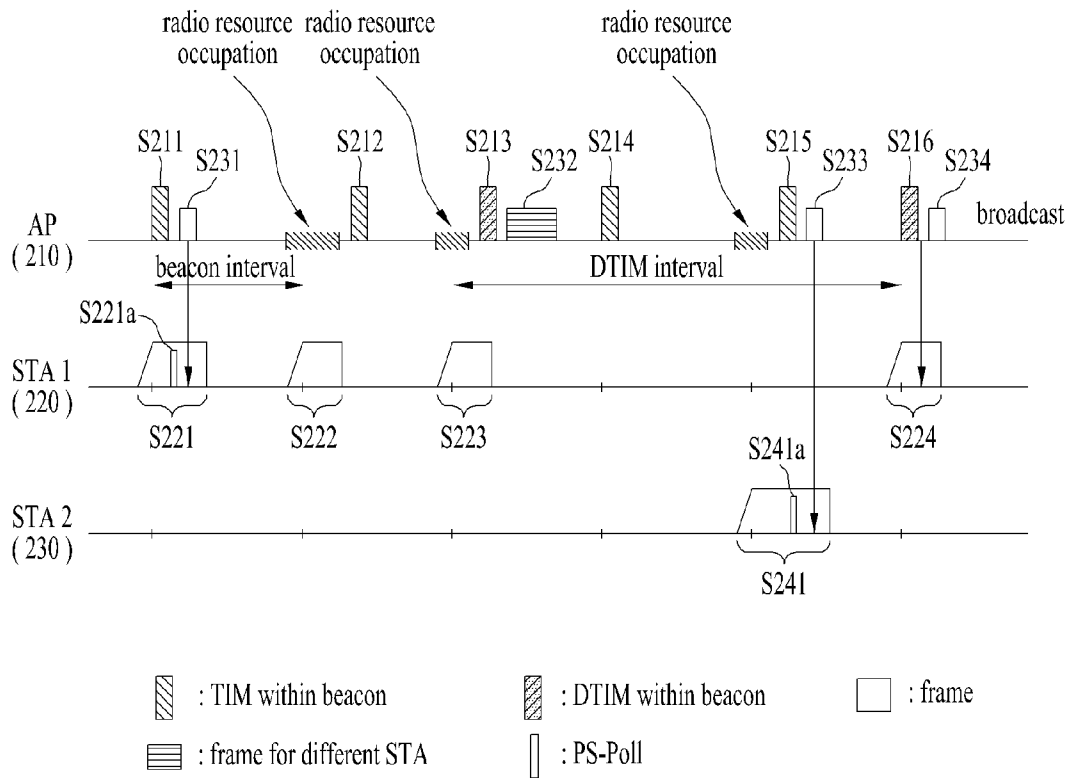 radio resource
occupation
radio resource
occupation
radio resource
occupation
S211
S231
S212
S213
S232
S214
S215
S233
S216
S234
broadcast
AP
( 210 )
beacon interval
DTIM interval
S221a
STA 1
( 220 )
S221
S222
S223
S224
S241a
STA 2
( 230 )
S241
: TIM within beacon
: DTIM within beacon
: frame
: frame for different STA
: PS-Poll